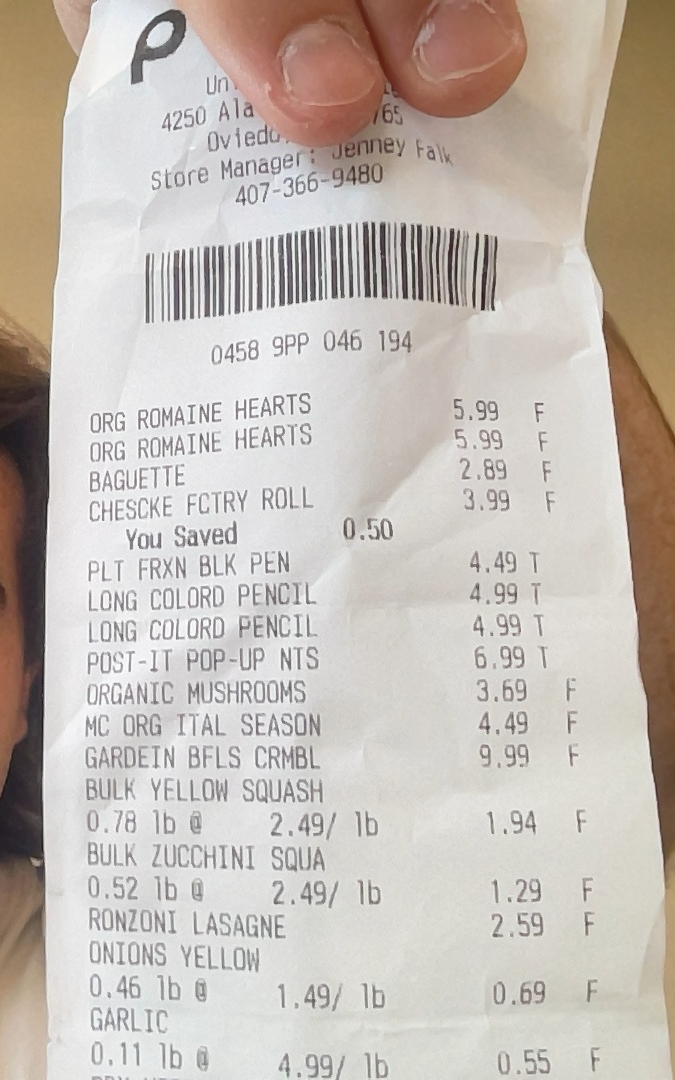 P
Un
4250 Ala 765
Oviedo
Store Manager: Jenney Falk
407-366-9480
0458 9PP 046 194
ORG ROMAINE HEARTS 5.99 F
ORG ROMAINE HEARTS 5.99 F
BAGUETTE 2.89 F
CHESCKE FCTRY ROLL 3.99 F
You Saved 0.50
PLT FRXN BLK PEN 4.49 T
LONG COLORD PENCIL 4.99 T
LONG COLORD PENCIL 4.99 T
POST-IT POP-UP NTS 6.99 T
ORGANIC MUSHROOMS 3.69 F
MC ORG ITAL SEASON 4.49 F
GARDEIN BFLS CRMBL 9.99 F
BULK YELLOW SQUASH
0.78 lb @ 2.49/ lb 1.94 F
BULK ZUCCHINI SQUA
0.52 lb @ 2.49/ lb 1.29 F
RONZONI LASAGNE 2.59 F
ONIONS YELLOW
0.46 lb @ 1.49/ lb 0.69 F
GARLIC
0.11 lb @ 4.99/ lb 0.55 F